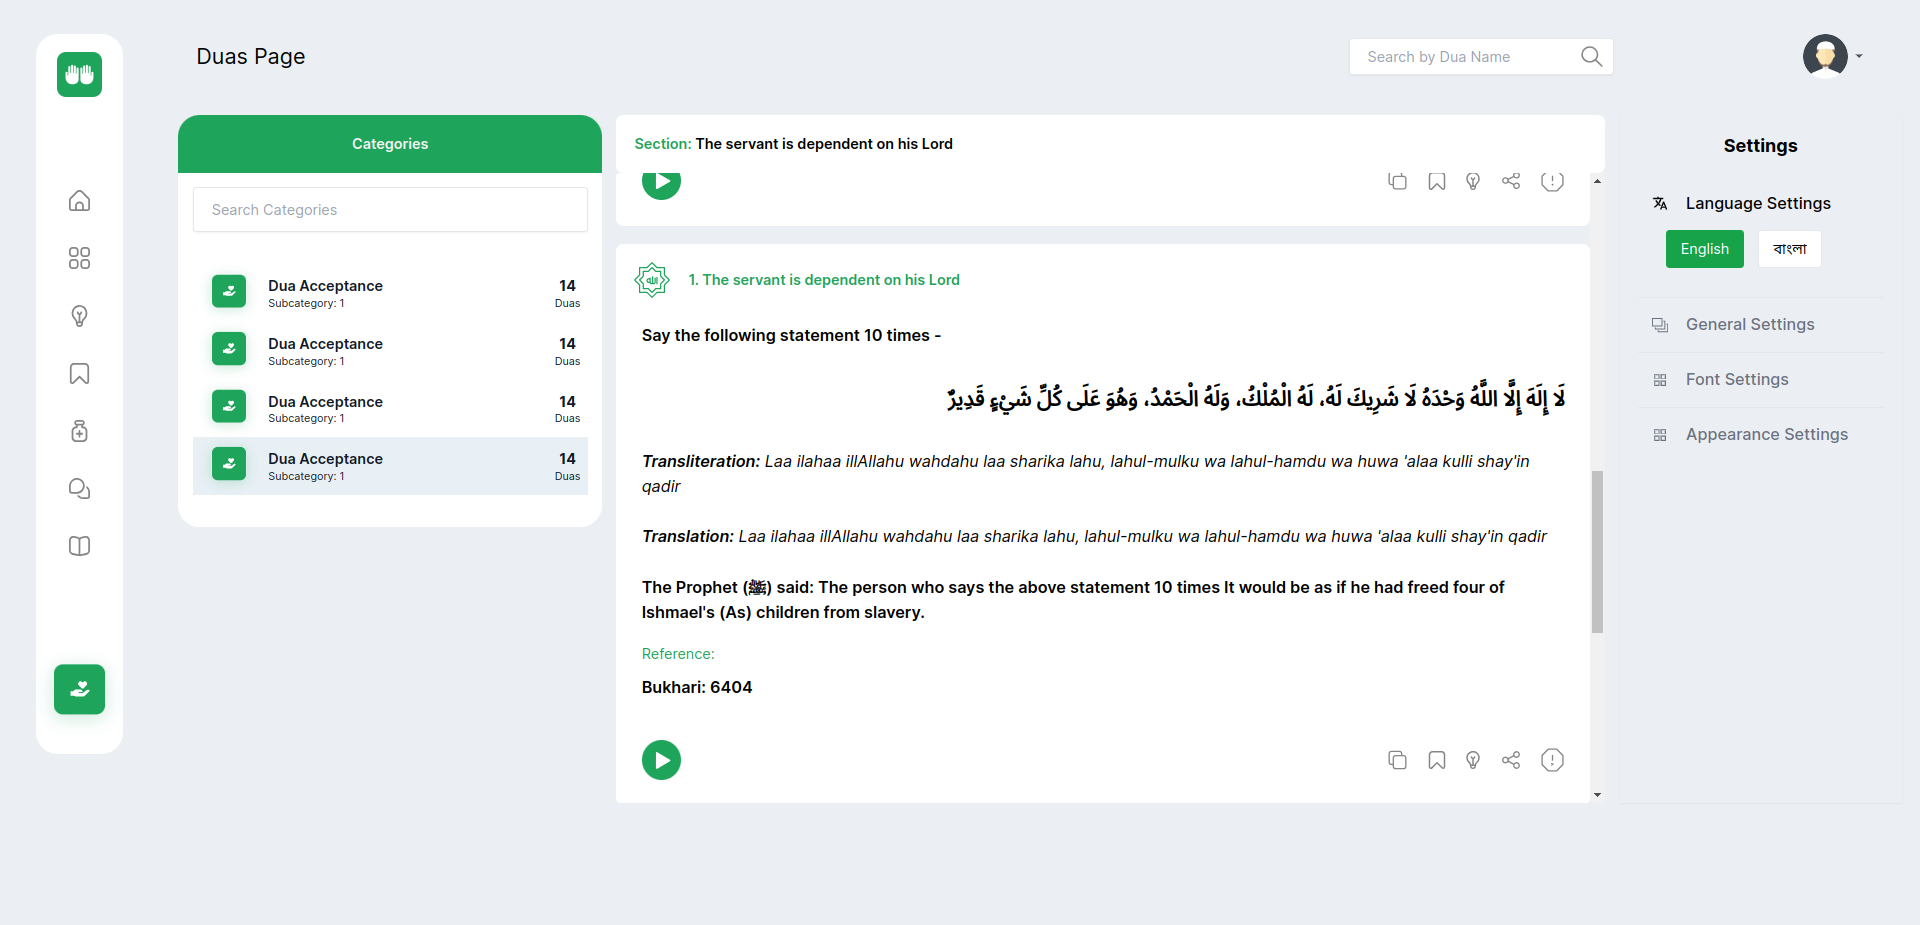 Duas Page
Search by Dua Name
Categories
Search Categories
Dua Acceptance
Subcategory: 1
14
Duas
Dua Acceptance
Subcategory: 1
14
Duas
Dua Acceptance
Subcategory: 1
14
Duas
Dua Acceptance
Subcategory: 1
14
Duas
Section: The servant is dependent on his Lord
الله
1. The servant is dependent on his Lord
Say the following statement 10 times -
لَا إِلَهَ إِلَّا اللَّهُ وَحْدَهُ لَا شَرِيكَ لَهُ، لَهُ الْمُلْكُ، وَلَهُ الْحَمْدُ، وَهُوَ عَلَى كُلِّ شَيْءٍ قَدِيرٌ
Transliteration: Laa ilahaa illAllahu wahdahu laa sharika lahu, lahul-mulku wa lahul-hamdu wa huwa 'alaa kulli shay'in
qadir
Translation: Laa ilahaa illAllahu wahdahu laa sharika lahu, lahul-mulku wa lahul-hamdu wa huwa 'alaa kulli shay'in qadir
The Prophet (ﷺ) said: The person who says the above statement 10 times It would be as if he had freed four of
Ishmael's (As) children from slavery.
Reference:
Bukhari: 6404
Settings
Language Settings
English
বাংলা
General Settings
Font Settings
Appearance Settings